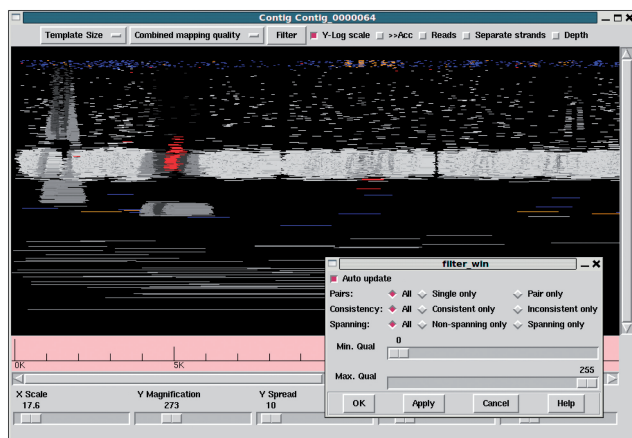 Contig Contig_0000064
Template Size Combined mapping quality Filter Y-Log scale >>Acc Reads Separate strands Depth
filter_win
Auto update
Pairs: All Single only Pair only
Consistency: All Consistent only Inconsistent only
Spanning: All Non-spanning only Spanning only
0
Min. Qual
255
Max. Qual
OK Apply Cancel Help
0K 5K
X Scale Y Magnification Y Spread
17.6 273 10